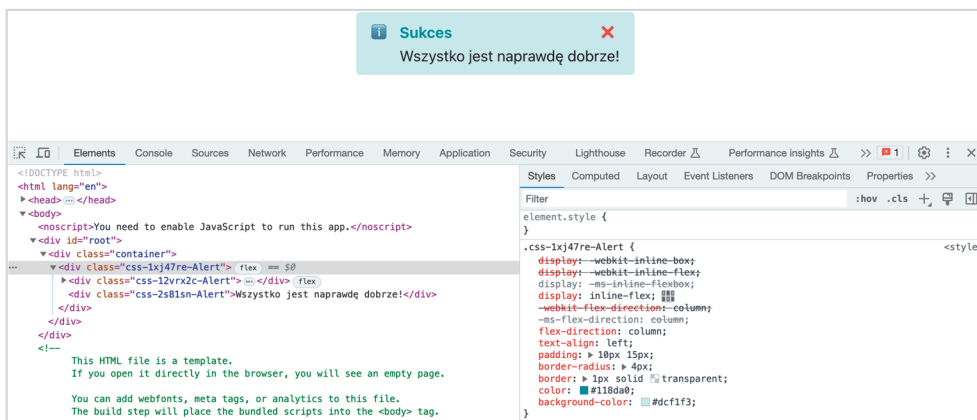 Sukces
Wszystko jest naprawdę dobrze!
Elements Console Sources Network Performance Memory Application Security Lighthouse Recorder Performance insights 1
<!DOCTYPE html>
<html lang="en">
<head> … </head>
<body>
<noscript>You need to enable JavaScript to run this app.</noscript>
<div id="root">
<div class="container">
<div class="css-1xj47re-Alert"> flex == $0
<div class="css-12vrx2c-Alert"> … </div> flex
<div class="css-2s81sn-Alert">Wszystko jest naprawdę dobrze!</div>
</div>
</div>
</div>
<!--
This HTML file is a template.
If you open it directly in the browser, you will see an empty page.
You can add webfonts, meta tags, or analytics to this file.
The build step will place the bundled scripts into the <body> tag.
Styles Computed Layout Event Listeners DOM Breakpoints Properties
Filter :hov .cls
element.style {
}
.css-1xj47re-Alert { <style
display: -webkit-inline-box;
display: -webkit-inline-flex;
display: -ms-inline-flexbox;
display: inline-flex;
-webkit-flex-direction: column;
-ms-flex-direction: column;
flex-direction: column;
text-align: left;
padding: 10px 15px;
border-radius: 4px;
border: 1px solid transparent;
color: #118da0;
background-color: #dcf1f3;
}